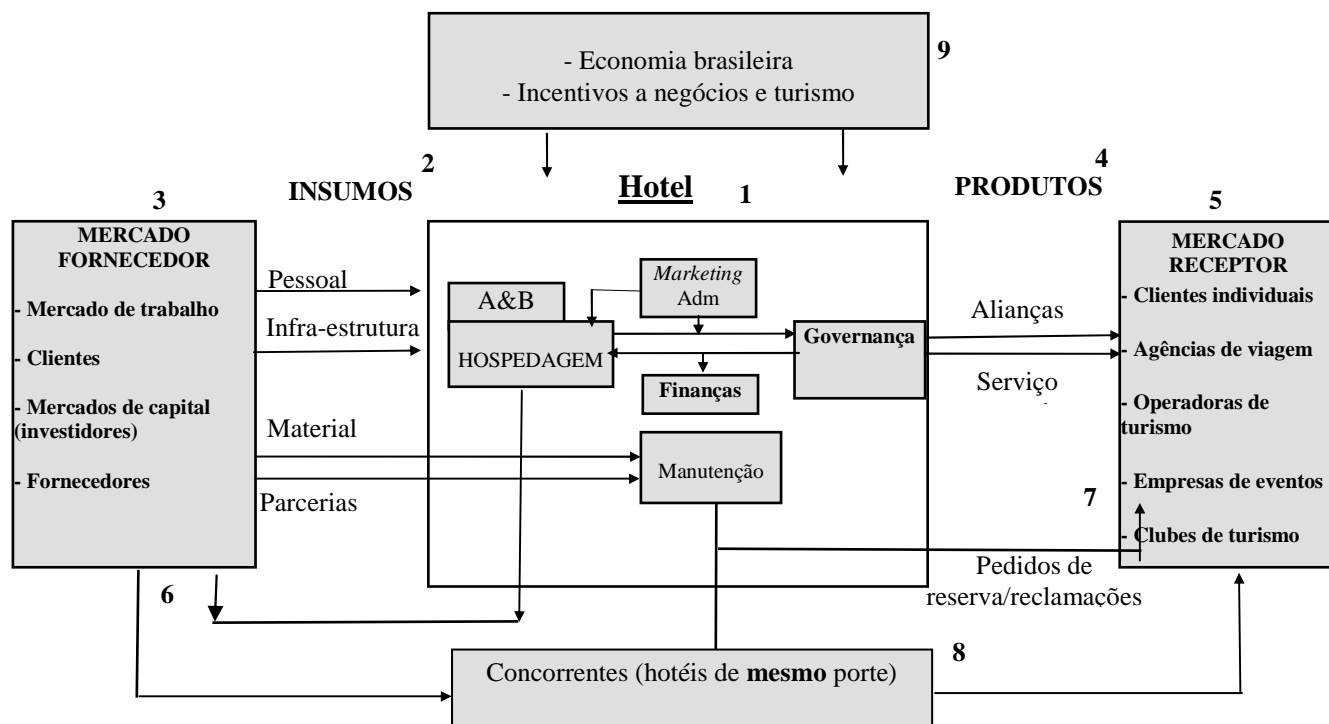 - Economia brasileira
- Incentivos a negócios e turismo
9
INSUMOS
2
Hotel
1
PRODUTOS
4
3
MERCADO
FORNECEDOR
- Mercado de trabalho
- Clientes
- Mercados de capital
(investidores)
- Fornecedores
Pessoal
Infra-estrutura
Material
Parcerias
A&B
HOSPEDAGEM
Marketing
Adm
Governança
Finanças
Manutenção
Alianças
Serviço
5
MERCADO
RECEPTOR
- Clientes individuais
- Agências de viagem
- Operadoras de
turismo
- Empresas de eventos
- Clubes de turismo
7
Pedidos de
reserva/reclamações
6
Concorrentes (hotéis de mesmo porte)
8